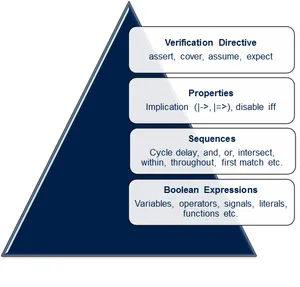 Verification Directive
assert, cover, assume, expect
Properties
Implication (|->, |=>), disable iff
Sequences
Cycle delay, and, or, intersect,
within, throughout, first match etc.
Boolean Expressions
Variables, operators, signals, literals,
functions etc.